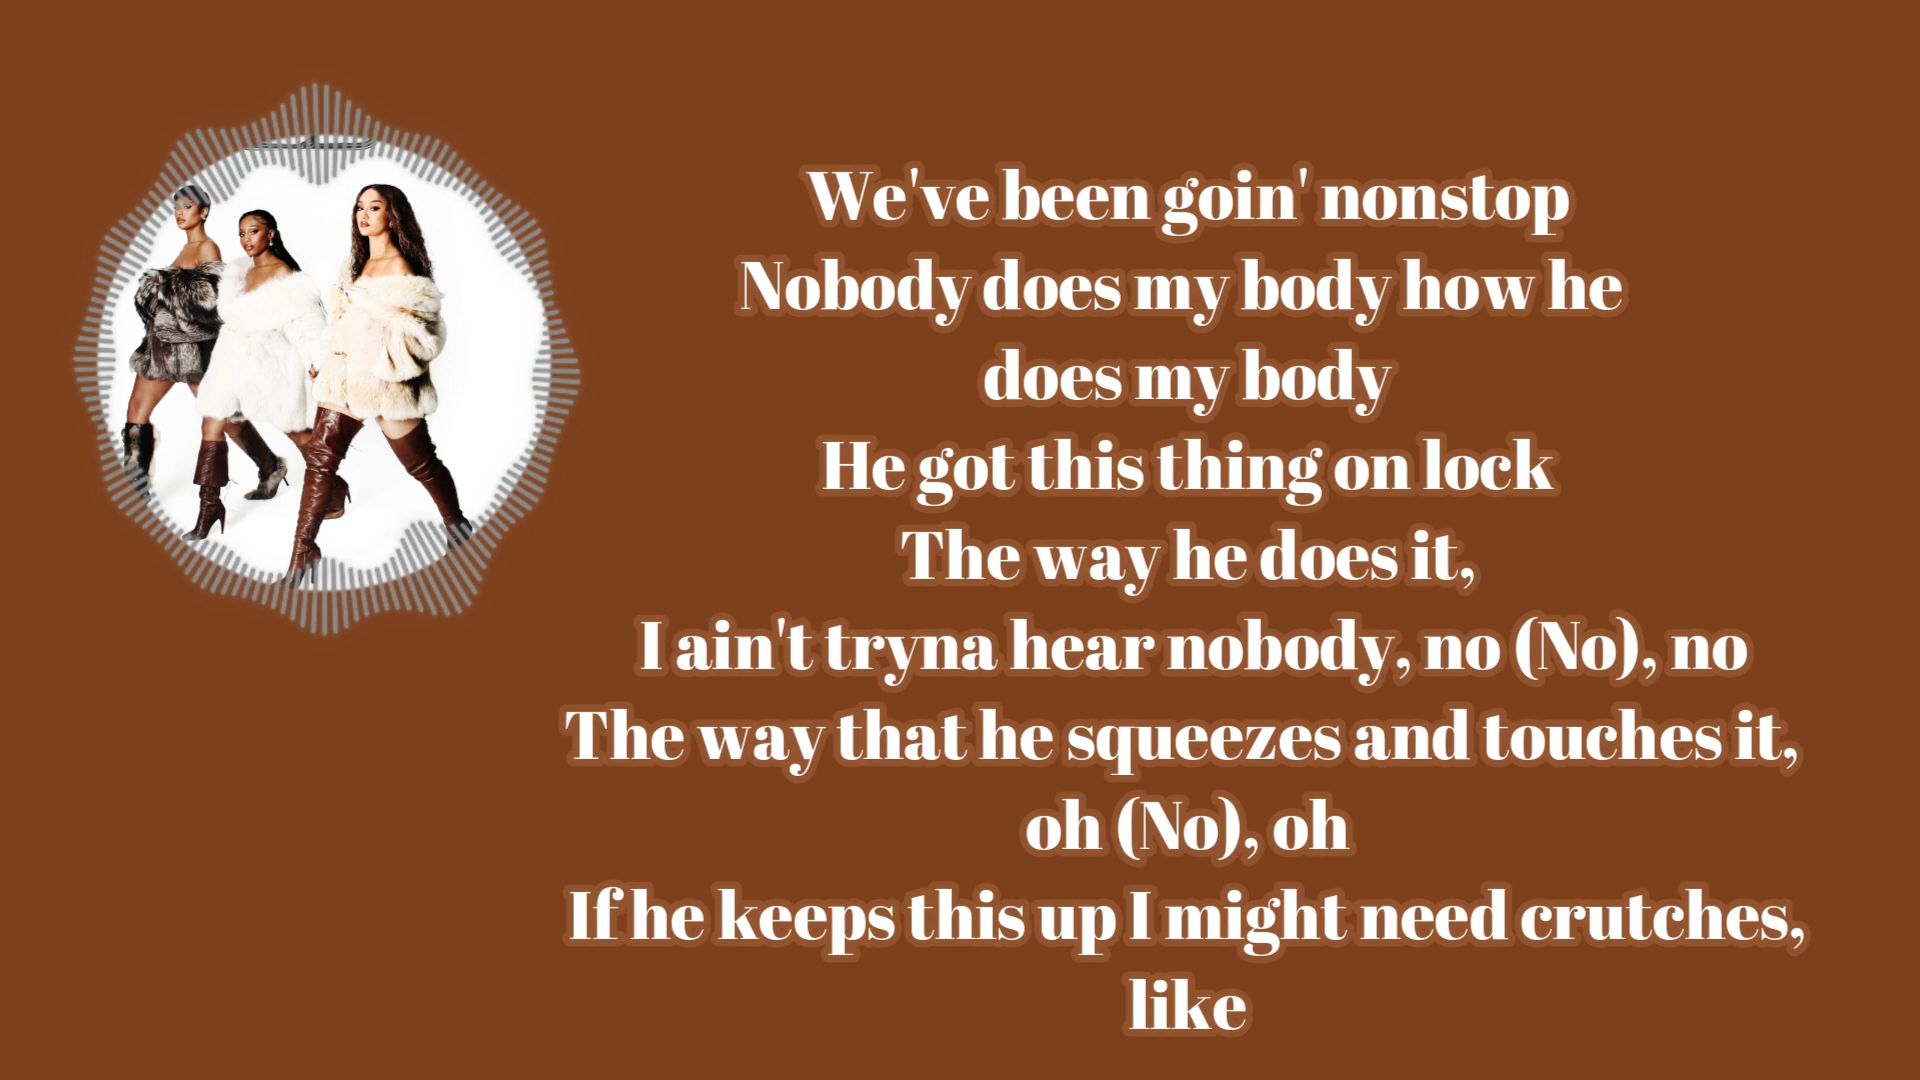 We've been goin' nonstop
Nobody does my body how he
does my body
He got this thing on lock
The way he does it,
I ain't tryna hear nobody, no (No), no
The way that he squeezes and touches it,
oh (No), oh
If he keeps this up I might need crutches,
like